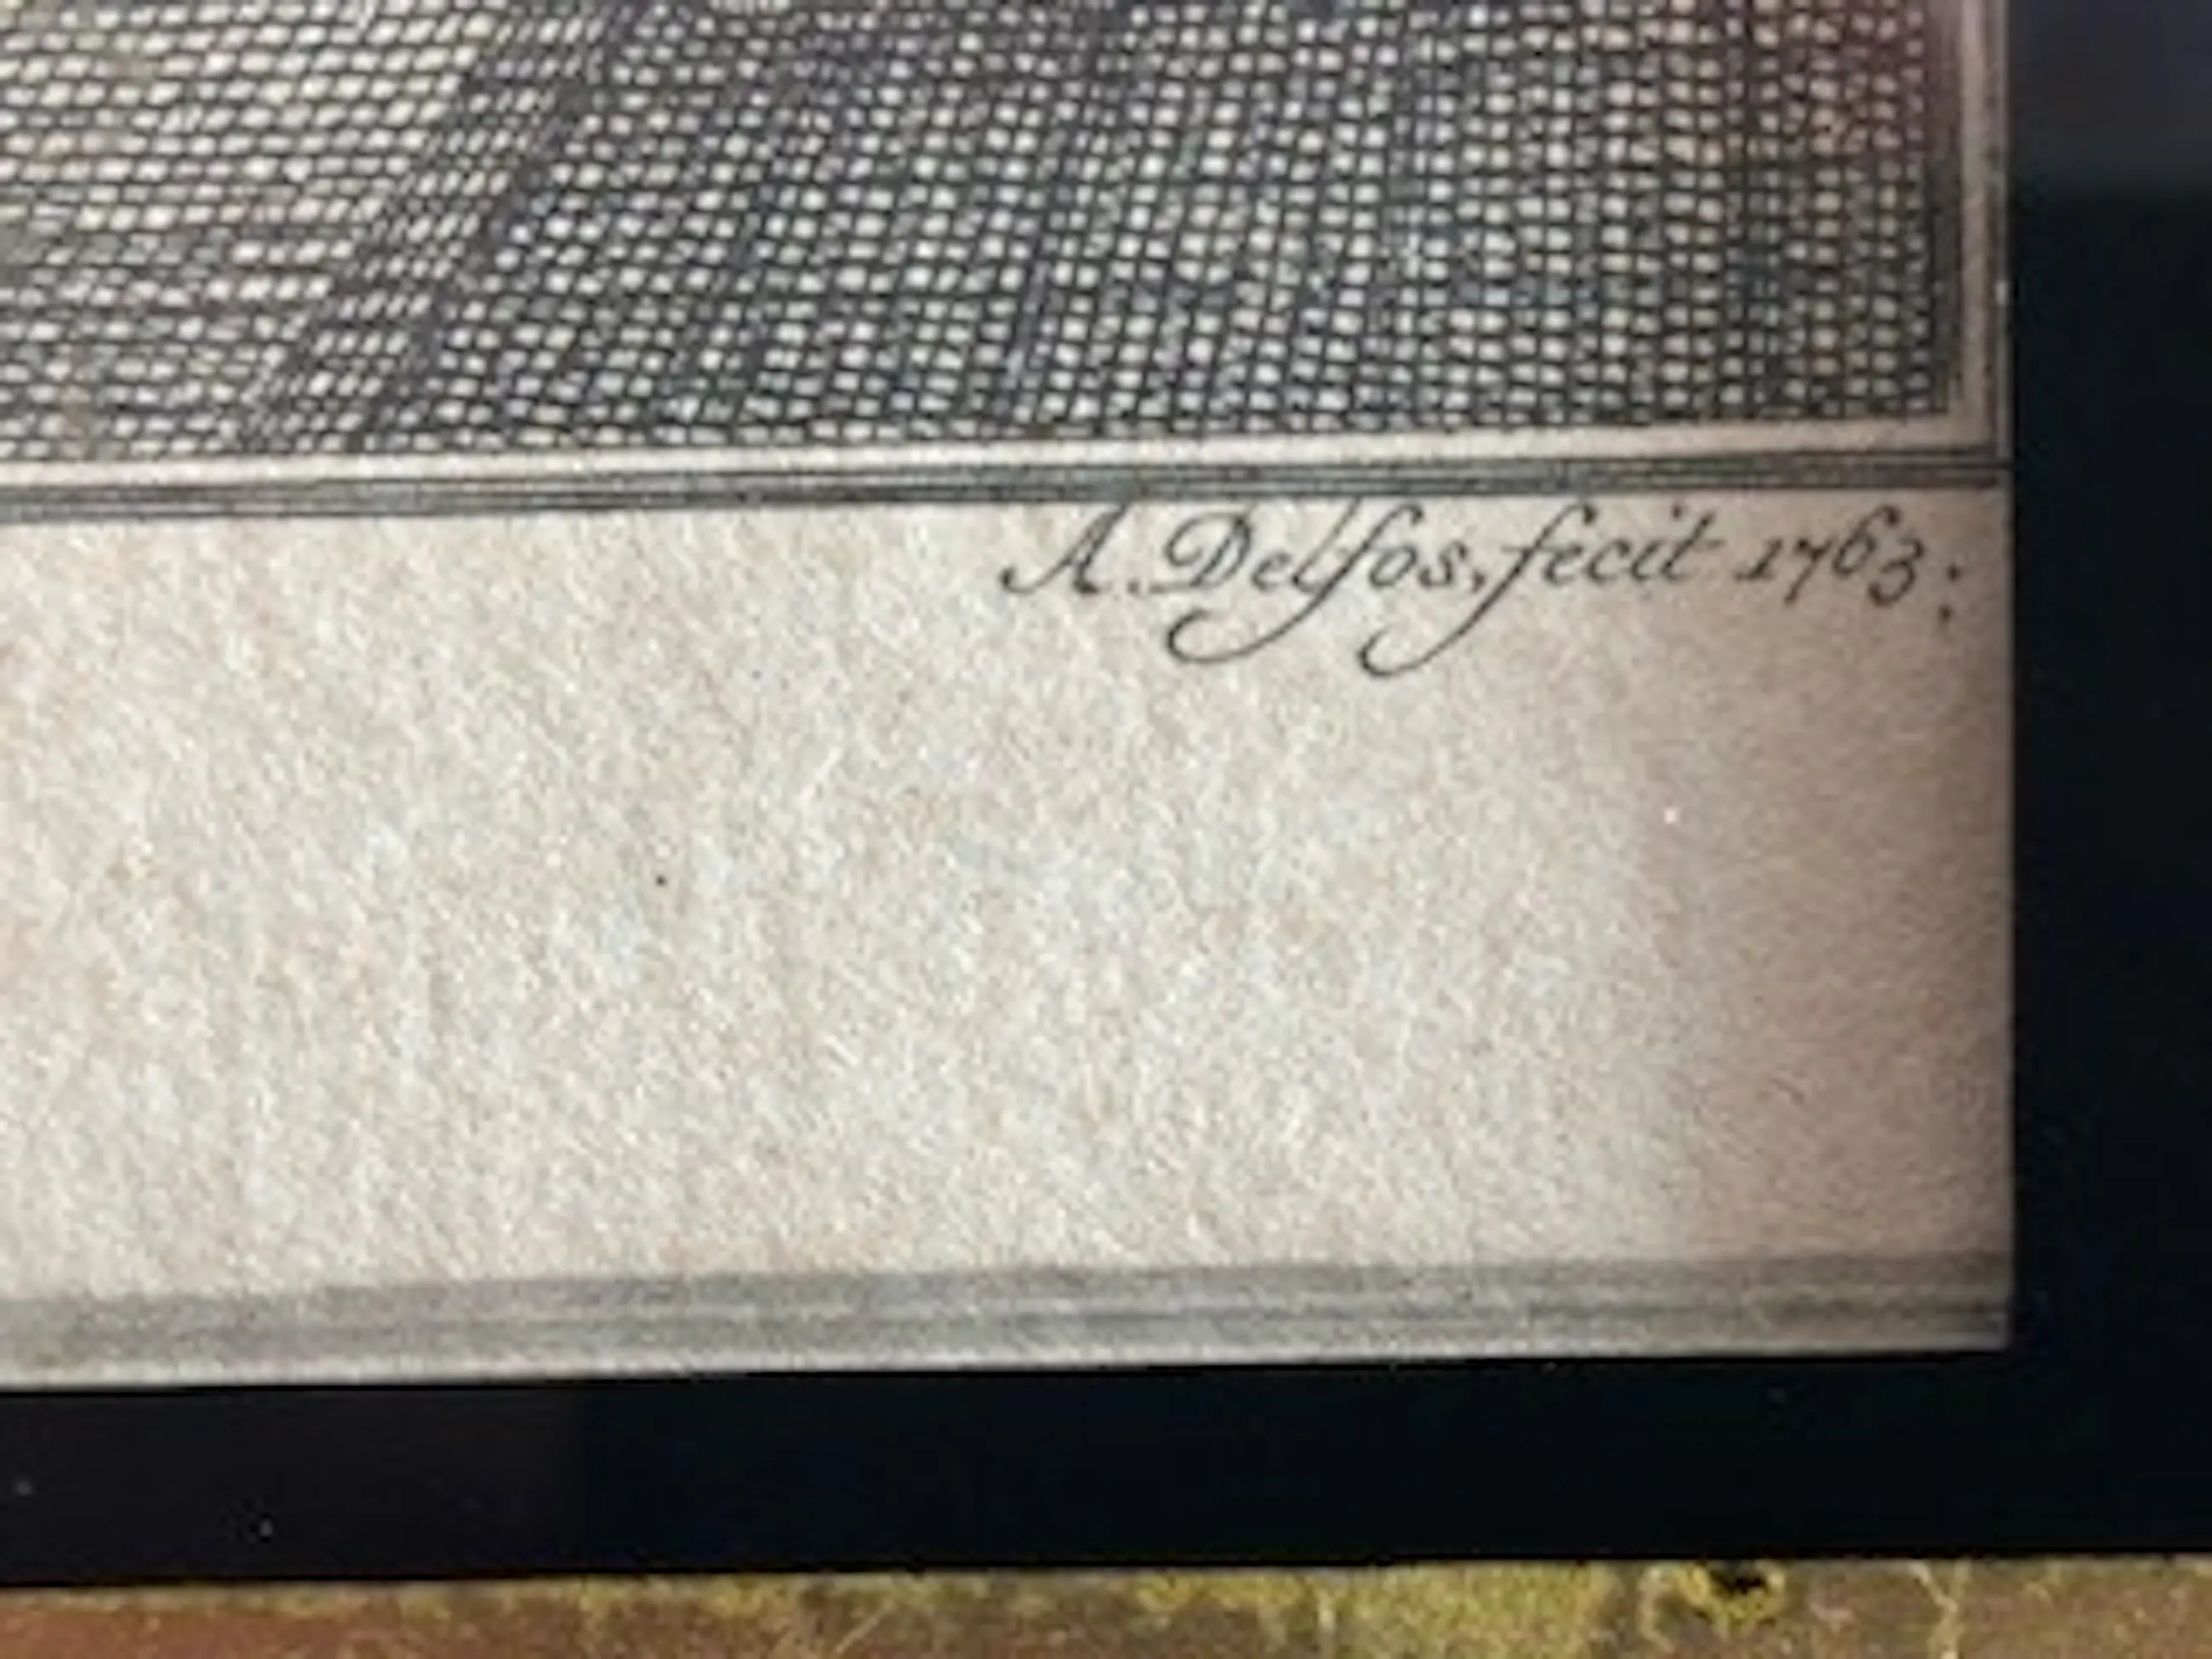 A. Delfos, fecit 1763: